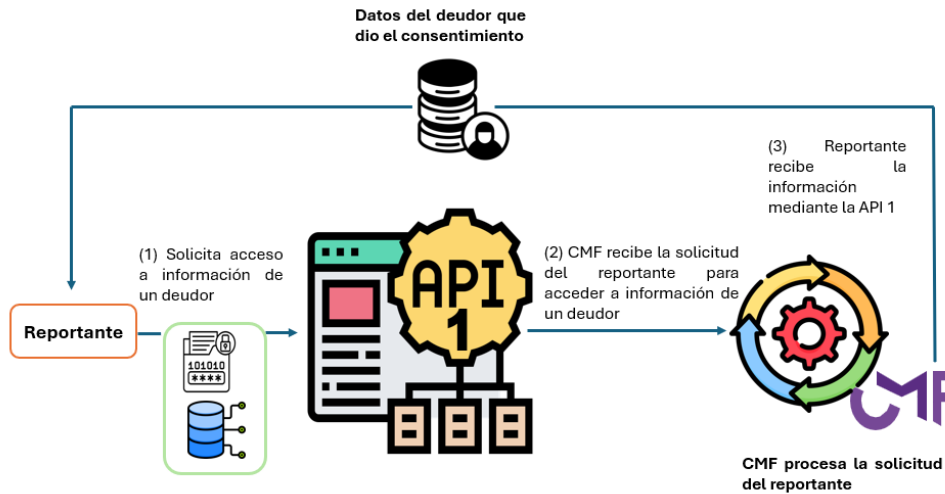 Datos del deudor que
dio el consentimiento
(3) Reportante
recibe la
información
mediante la API 1
(1) Solicita acceso
a información de
un deudor
(2) CMF recibe la solicitud
del reportante para
acceder a información de
un deudor
API
1
Reportante
101010
****
CMF
CMF procesa la solicitud
del reportante